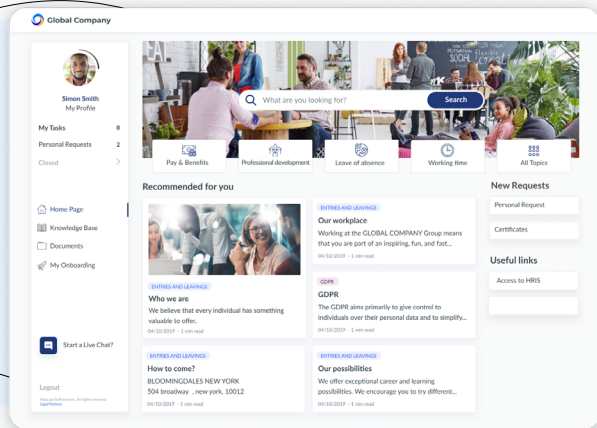 Global Company
Simon Smith
My Profile
My Tasks 0
Personal Requests 2
Closed
Home Page
Knowledge Base
Documents
My Onboarding
Start a Live Chat?
Logout
Legal Notice
What are you looking for?
Search
Pay & Benefits
Professional development
Leave of absence
Working time
All Topics
Recommended for you
ENTRIES AND LEAVINGS
Who we are
We believe that every individual has something
valuable to offer.
04/10/2019 - 1 min read
ENTRIES AND LEAVINGS
Our workplace
Working at the GLOBAL COMPANY Group means
that you are part of an inspiring, fun, and fast...
04/10/2019 - 1 min read
GDPR
GDPR
The GDPR aims primarily to give control to
individuals over their personal data and to simplify...
04/10/2019 - 1 min read
ENTRIES AND LEAVINGS
How to come?
BLOOMINGDALES NEW YORK
504 broadway , new york, 10012
04/10/2019 - 1 min read
ENTRIES AND LEAVINGS
Our possibilities
We offer exceptional career and learning
possibilities. We encourage you to try different...
04/10/2019 - 1 min read
New Requests
Personal Request
Certificates
Useful links
Access to HRIS